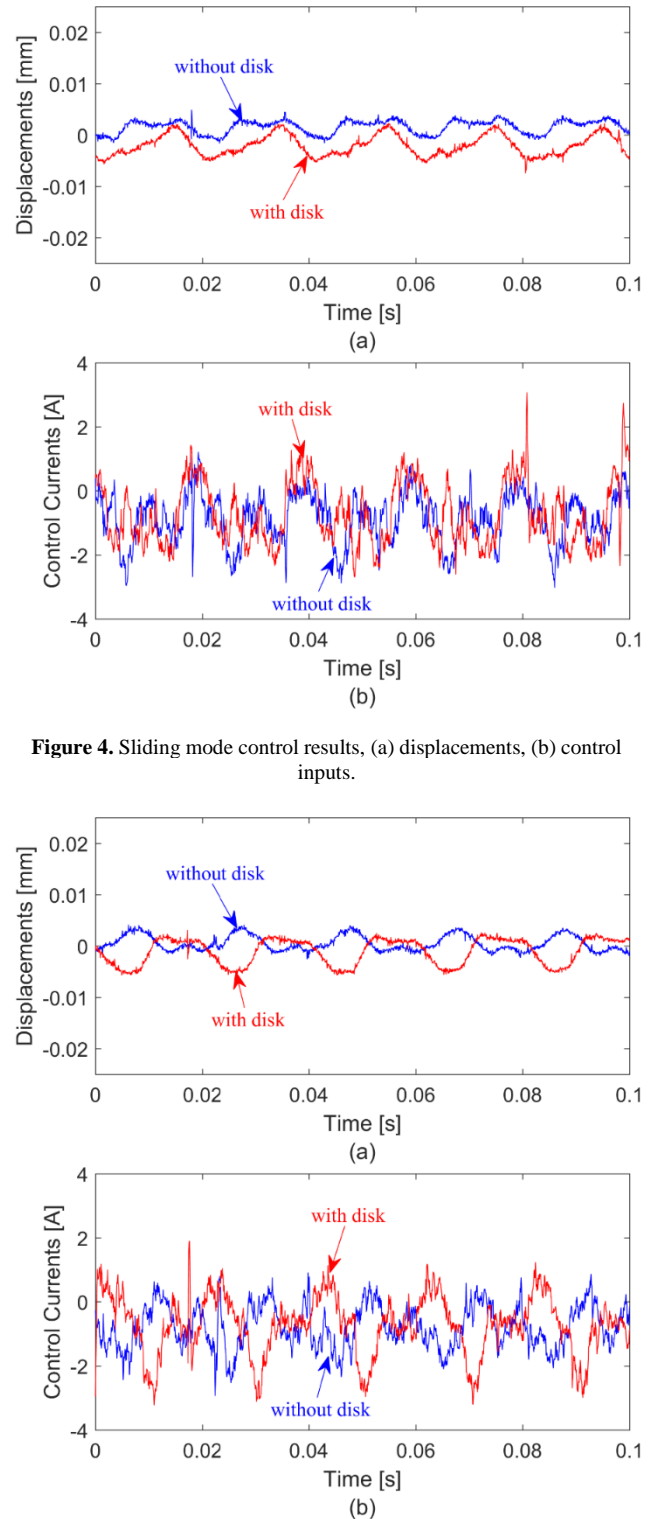 0.02
0.01
0
-0.01
-0.02
Displacements [mm]
without disk
with disk
0 0.02 0.04 0.06 0.08 0.1
Time [s]
(a)
4
2
0
-2
-4
Control Currents [A]
with disk
without disk
0 0.02 0.04 0.06 0.08 0.1
Time [s]
(b)
Figure 4. Sliding mode control results, (a) displacements, (b) control
inputs.
0.02
0.01
0
-0.01
-0.02
Displacements [mm]
without disk
with disk
0 0.02 0.04 0.06 0.08 0.1
Time [s]
(a)
4
2
0
-2
-4
Control Currents [A]
with disk
without disk
0 0.02 0.04 0.06 0.08 0.1
Time [s]
(b)